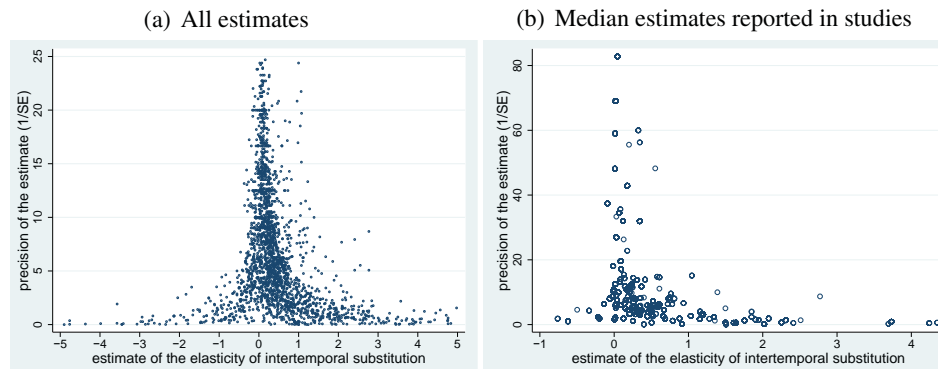 (a) All estimates
25
20
15
10
5
0
precision of the estimate (1/SE)
−5 −4 −3 −2 −1 0 1 2 3 4 5
estimate of the elasticity of intertemporal substitution
(b) Median estimates reported in studies
80
60
40
20
0
precision of the estimate (1/SE)
−1 0 1 2 3 4
estimate of the elasticity of intertemporal substitution